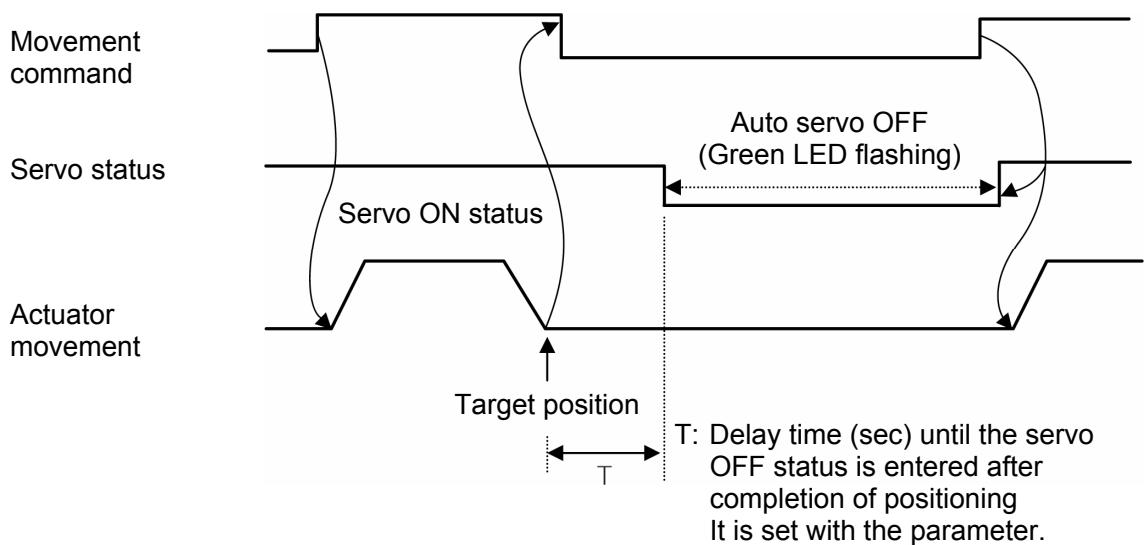 Movement
command
Auto servo OFF
(Green LED flashing)
Servo status
Servo ON status
Actuator
movement
Target position
T
T: Delay time (sec) until the servo
OFF status is entered after
completion of positioning
It is set with the parameter.